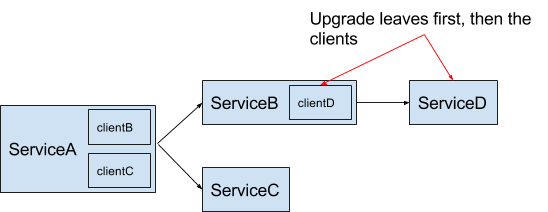 Upgrade leaves first, then the
clients
ServiceB
clientD
ServiceD
clientB
ServiceA
clientC
ServiceC